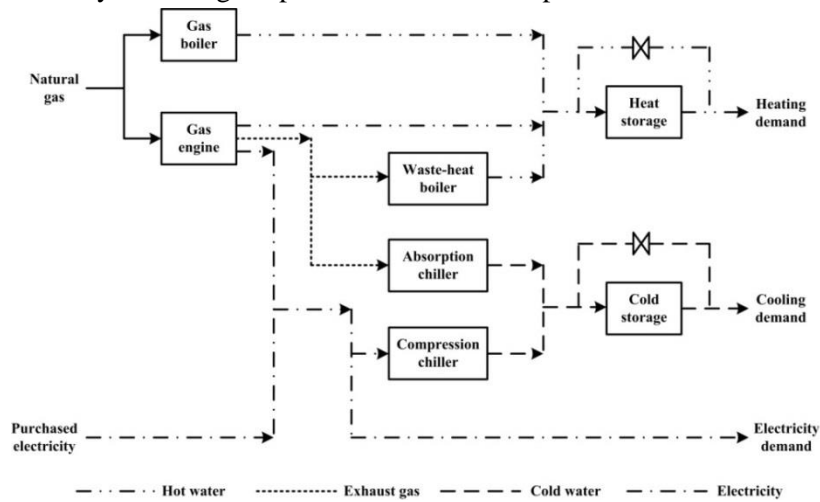 Gas
boiler
Natural
gas
Gas
engine
Heat
storage
Heating
demand
Waste-heat
boiler
Absorption
chiller
Cold
storage
Cooling
demand
Compression
chiller
Purchased
electricity
Electricity
demand
Hot water
Exhaust gas
Cold water
Electricity